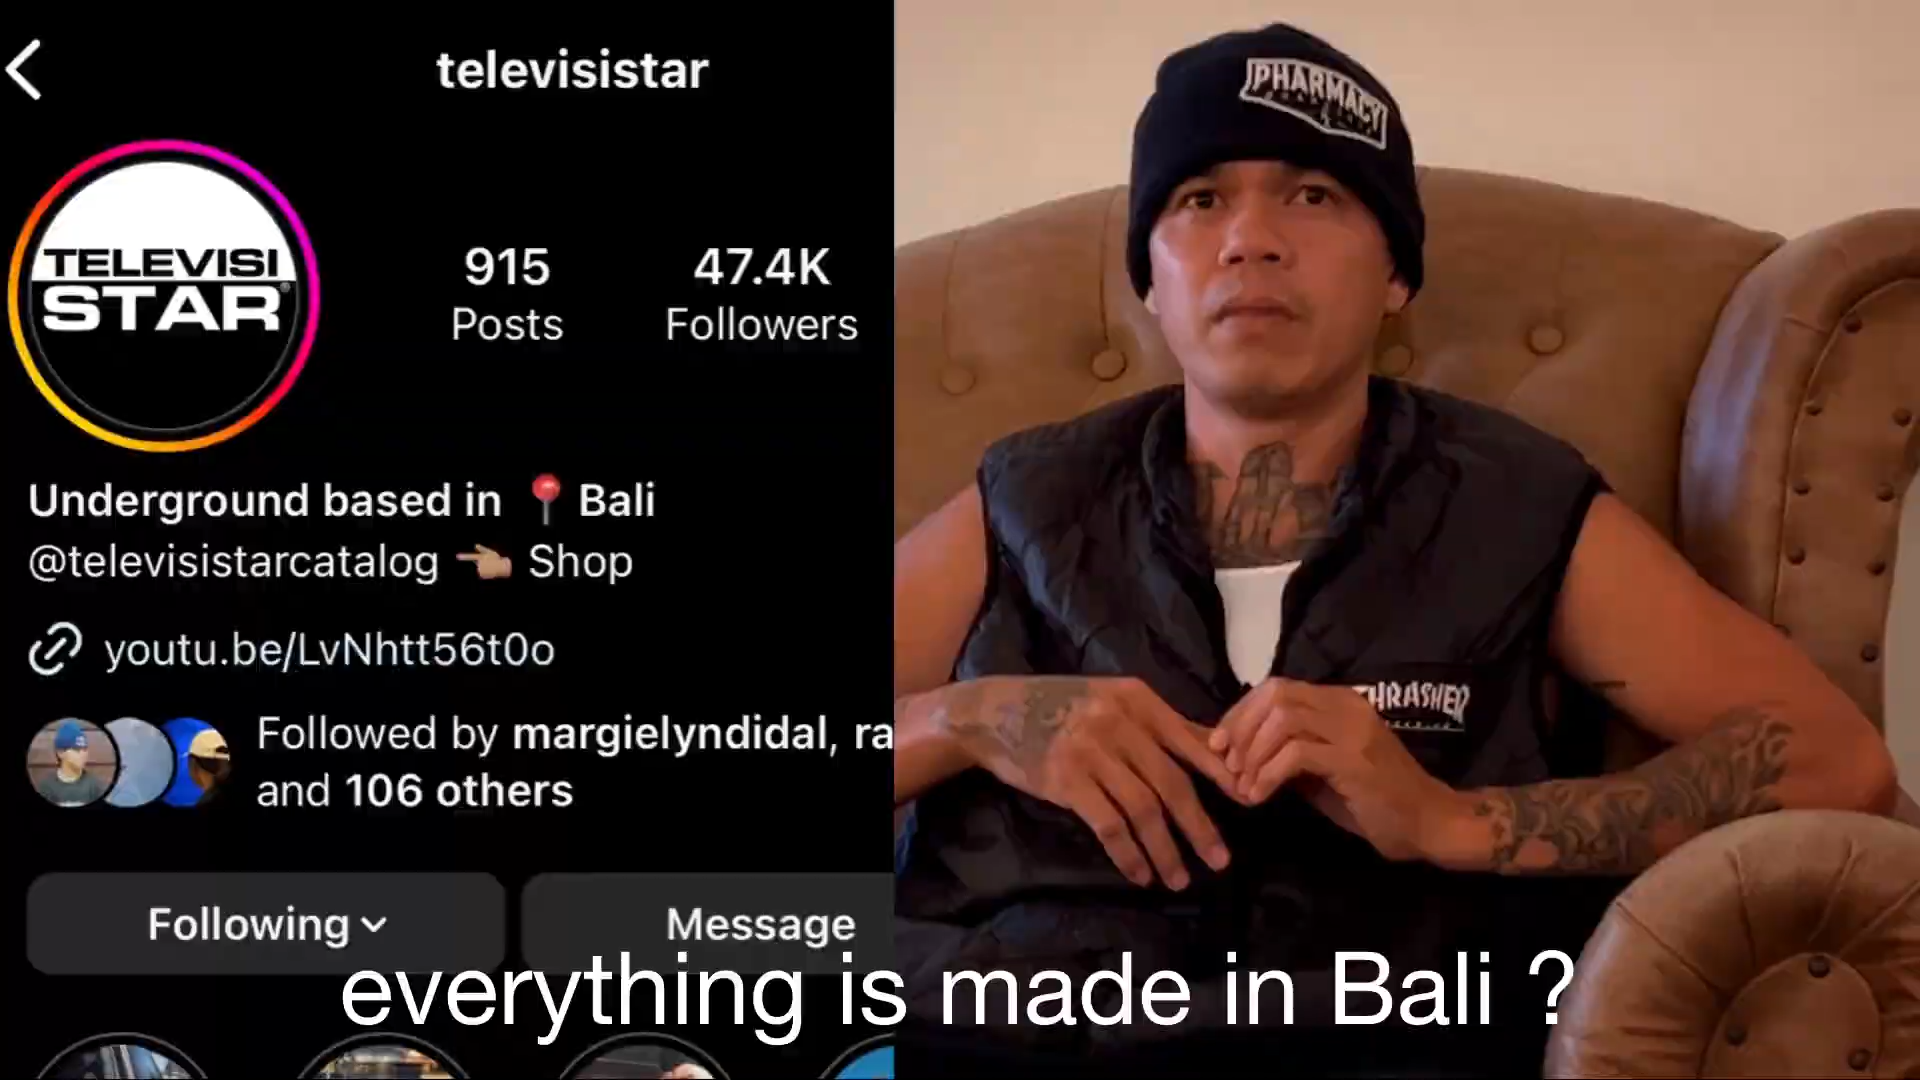 televisistar
TELEVISI
STAR®
915
Posts
47.4K
Followers
Underground based in 📍 Bali
@televisistarcatalog 👈🏽 Shop
youtu.be/LvNhtt56t0o
Followed by margielyndidal, ra
and 106 others
Following
Message
PHARMACY
THRASHER
everything is made in Bali ?